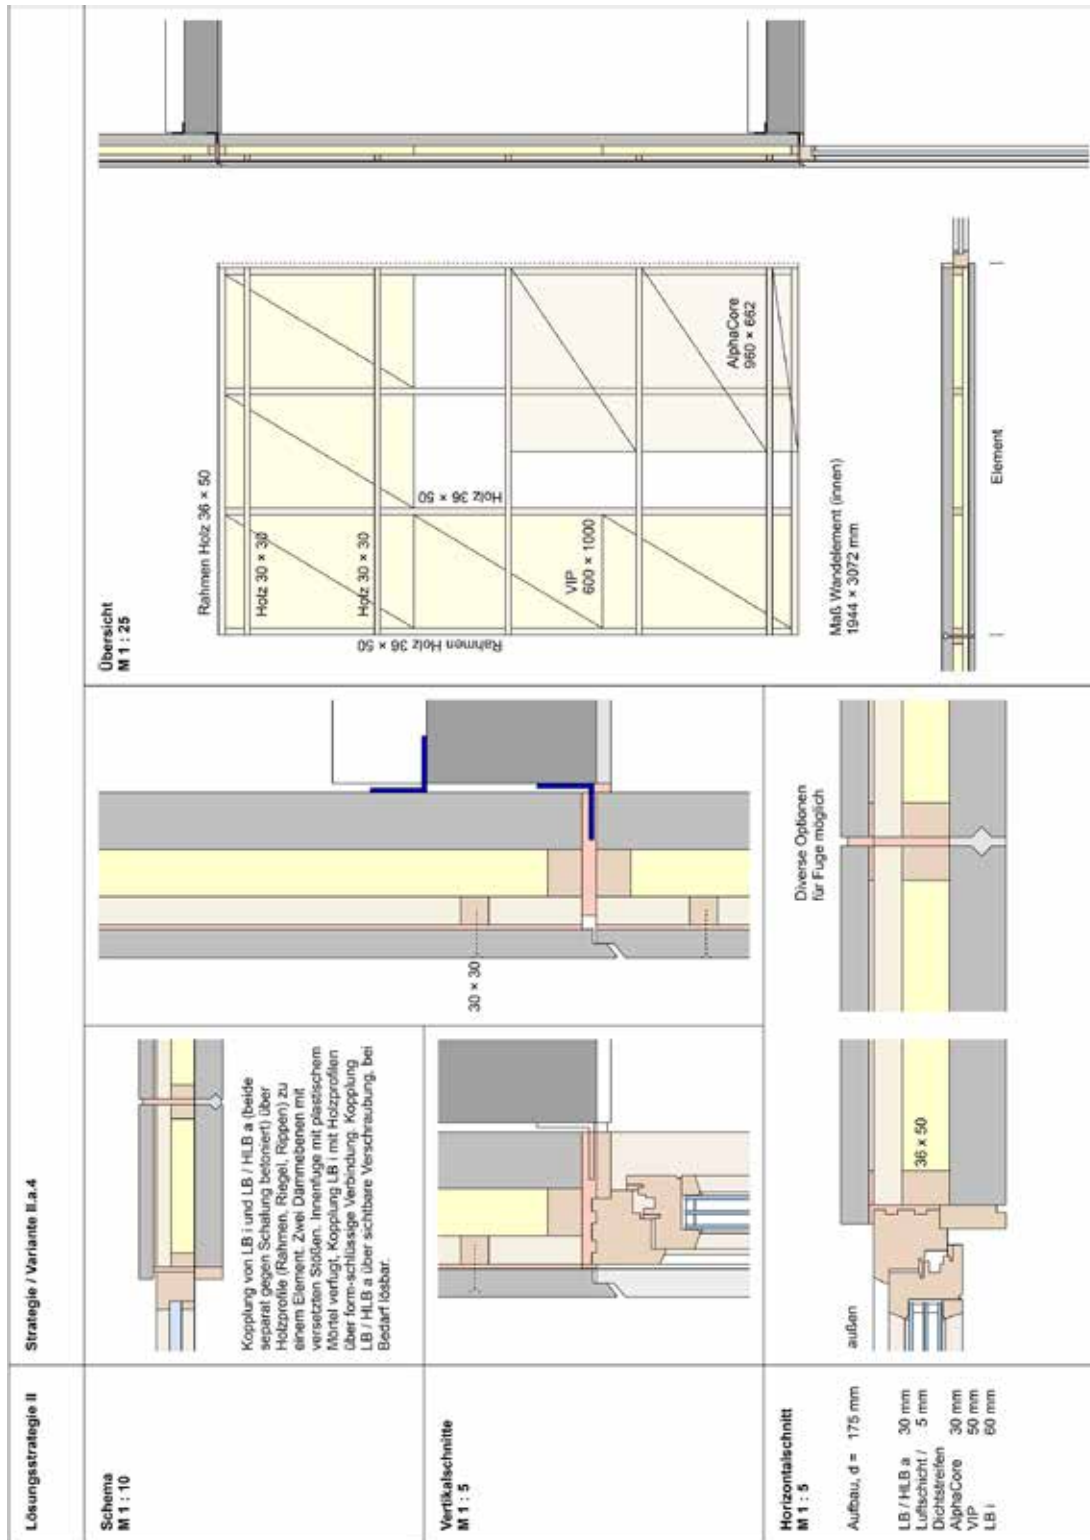 Lösungsstrategie II
Strategie / Variante II.a.4
Schema
M 1 : 10
Kopplung von LB i und LB / HLB a (beide
separat gegen Schalung betoniert) über
Holzprofile (Rahmen, Riegel, Rippen) zu
einem Element. Zwei Dämmebenen mit
versetzten Stößen. Innenfuge mit plastischem
Mörtel verfugt, Kopplung LB i mit Holzprofilen
über form-schlüssige Verbindung. Kopplung
LB / HLB a über sichtbare Verschraubung, bei
Bedarf lösbar.
Vertikalschnitte
M 1 : 5
30 × 30
Übersicht
M 1 : 25
Rahmen Holz 36 × 50
Holz 30 × 30
Holz 30 × 30
Rahmen Holz 36 × 50
Holz 36 × 50
VIP
600 × 1000
AlphaCore
960 × 662
Maß Wandelement (innen)
1944 × 3072 mm
Element
Horizontalschnitt
M 1 : 5
Aufbau, d = 175 mm
LB / HLB a 30 mm
Luftschicht / 5 mm
Dichtstreifen
AlphaCore 30 mm
VIP 50 mm
LB i 60 mm
außen
36 x 50
Diverse Optionen
für Fuge möglich